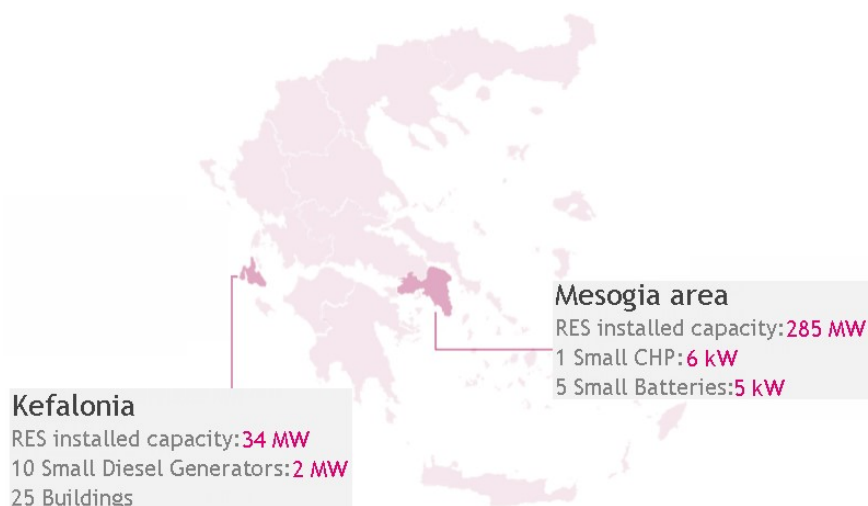 Mesogia area
RES installed capacity: 285 MW
1 Small CHP: 6 kW
5 Small Batteries: 5 kW
Kefalonia
RES installed capacity: 34 MW
10 Small Diesel Generators: 2 MW
25 Buildings